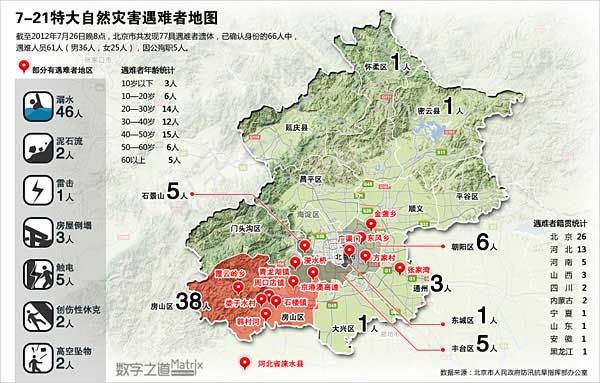 7-21特大自然灾害遇难者地图
截至2012年7月26日晚8点，北京市共发现77具遇难者遗体，已确认身份的66人中，
遇难人员61人（男36人，女25人），因公殉职5人。
部分有遇难者地区
溺水
46人
泥石流
2人
雷击
1人
房屋倒塌
3人
触电
5人
创伤性休克
2人
高空坠物
2人
遇难者年龄统计
10岁以下 3人
10—20岁 6人
20—30岁 14人
30—40岁 12人
40—50岁 15人
50—60岁 6人
60以上 5人
怀柔区
1人
密云县
1人
延庆县
昌平区
平谷区
顺义
石景山
5人
海淀
门头沟区
金盏乡
广渠门
东风乡
朝阳区
6人
北
方家村
漫水桥
霞云岭乡
青龙湖镇
周口店镇
京港澳高速
张家湾
通州
3人
房山区
38人
娄子水村
石楼镇
韩村河
房山区
大兴区
1人
东城区
1人
丰台区
5人
河北省涞水县
遇难者籍贯统计
北京 26
河北 13
河南 5
山西 3
四川 2
内蒙古 2
宁夏 1
山东 1
安徽 1
黑龙江 1
数字之道 Matrix
数据来源：北京市人民政府防汛抗旱指挥部办公室